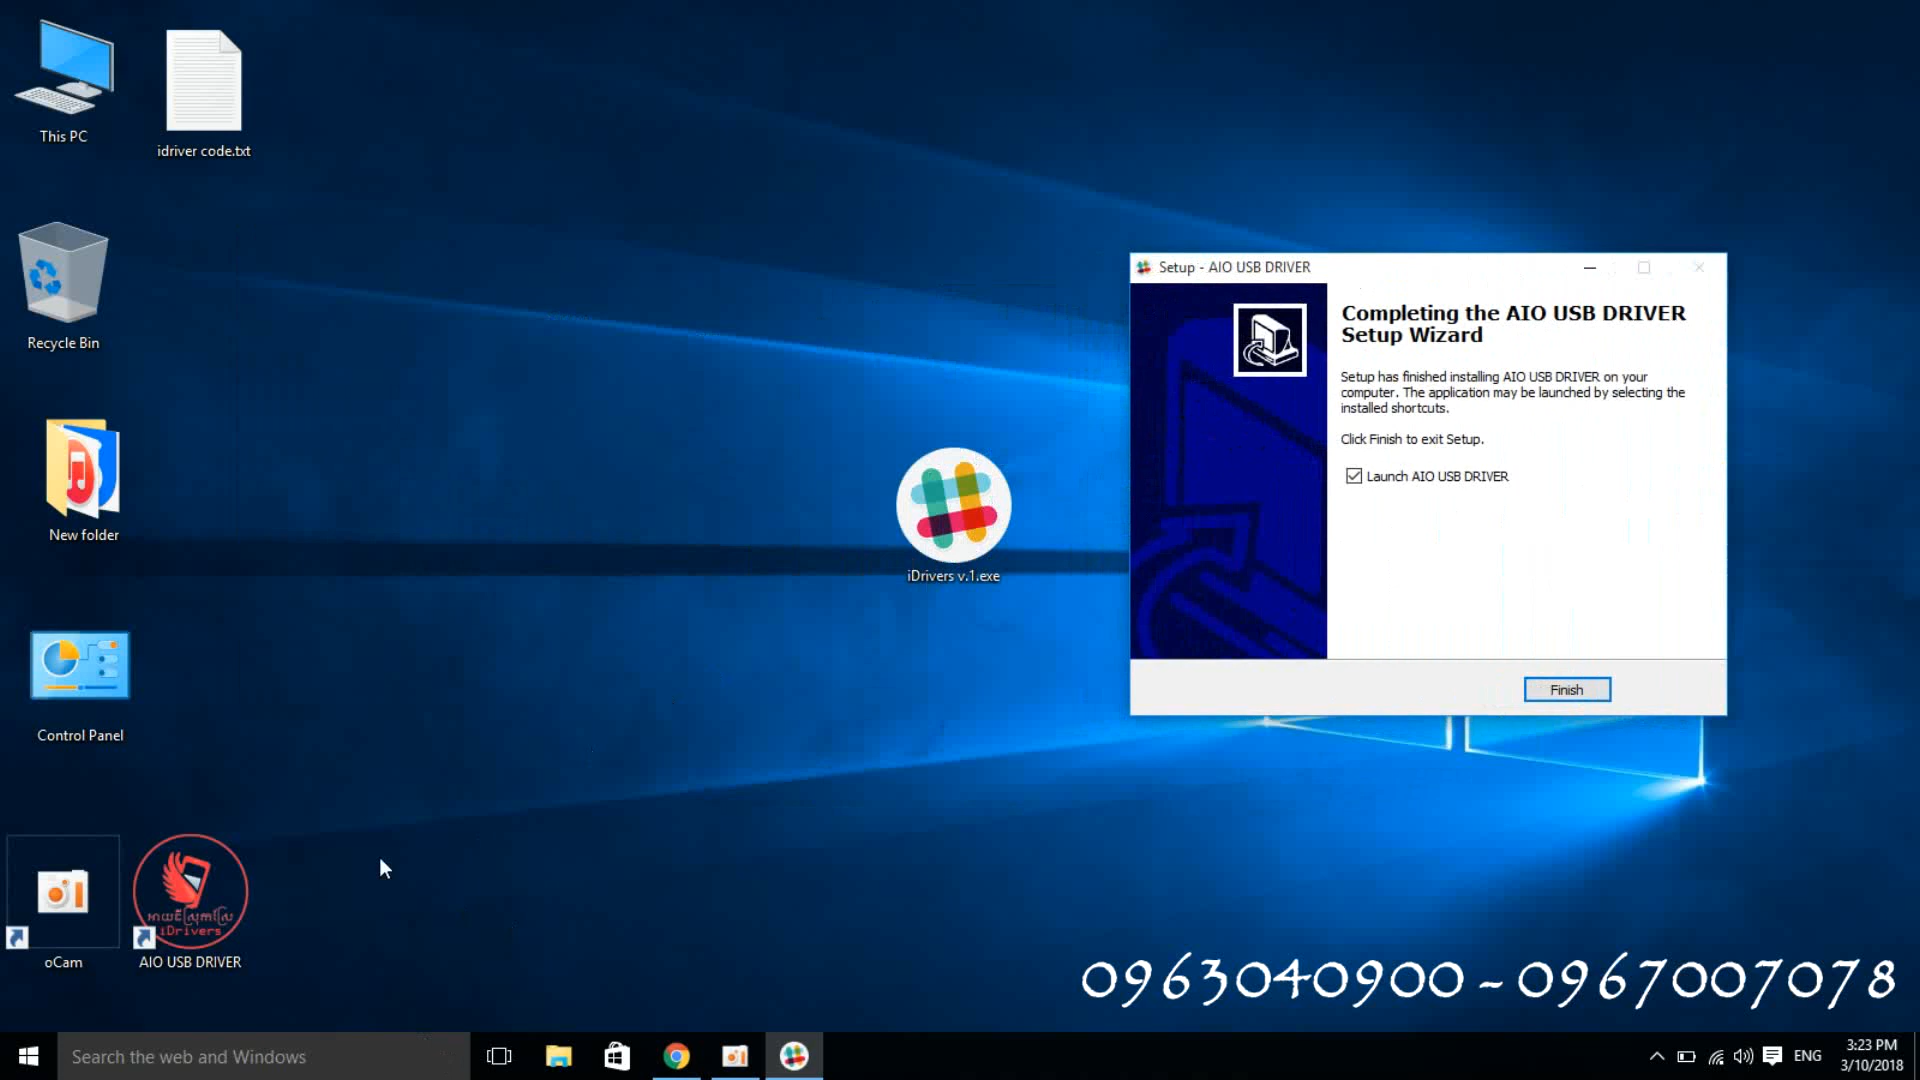 This PC
idriver code.txt
Recycle Bin
New folder
Control Panel
oCam
iDrivers
AIO USB DRIVER
iDrivers v.1.exe
Setup - AIO USB DRIVER
Completing the AIO USB DRIVER
Setup Wizard
Setup has finished installing AIO USB DRIVER on your
computer. The application may be launched by selecting the
installed shortcuts.
Click Finish to exit Setup.
Launch AIO USB DRIVER
Finish
0963040900 - 0967007078
Search the web and Windows
ENG
3:23 PM
3/10/2018